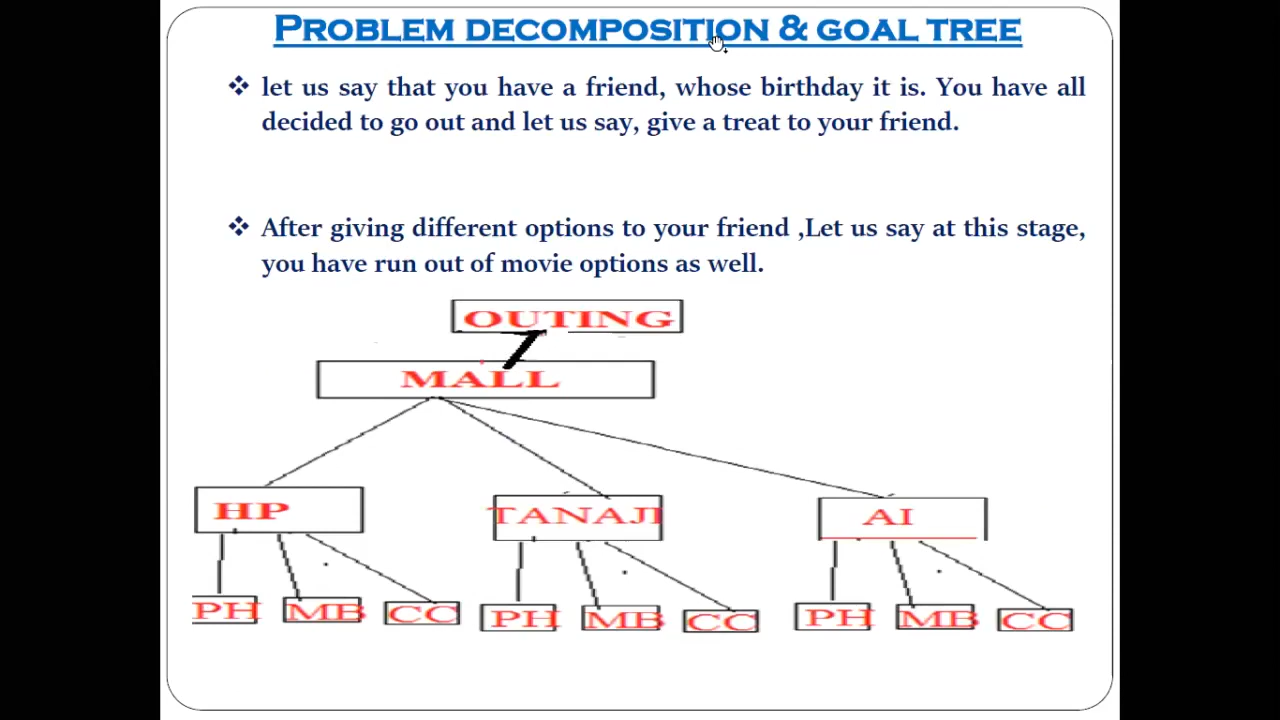 PROBLEM DECOMPOSITION & GOAL TREE
❖ let us say that you have a friend, whose birthday it is. You have all
decided to go out and let us say, give a treat to your friend.
❖ After giving different options to your friend ,Let us say at this stage,
you have run out of movie options as well.
OUTING
MALL
HP TANAJI AI
PH MB CC PH MB CC PH MB CC